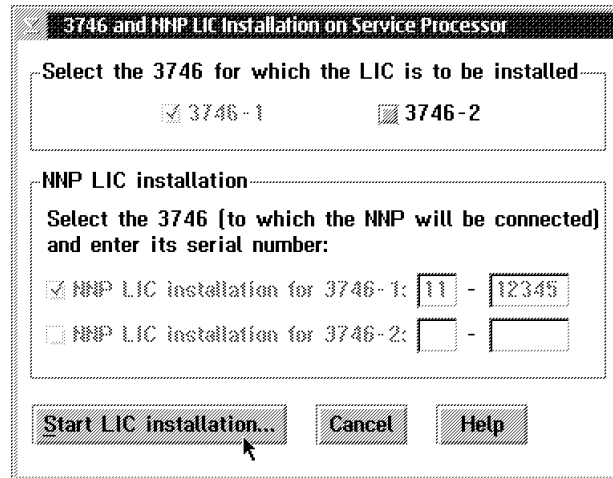 3746 and NNP LIC Installation on Service Processor
Select the 3746 for which the LIC is to be installed
3746-1 3746-2
NNP LIC installation
Select the 3746 (to which the NNP will be connected)
and enter its serial number:
NNP LIC installation for 3746-1: 11 - 12345
NNP LIC installation for 3746-2: -
Start LIC installation... Cancel Help